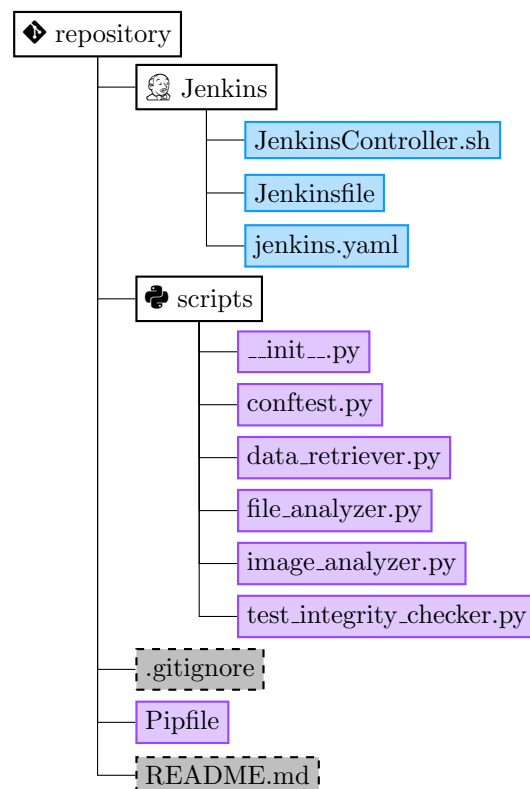 repository
Jenkins
JenkinsController.sh
Jenkinsfile
jenkins.yaml
scripts
__init__.py
conftest.py
data_retriever.py
file_analyzer.py
image_analyzer.py
test_integrity_checker.py
.gitignore
Pipfile
README.md